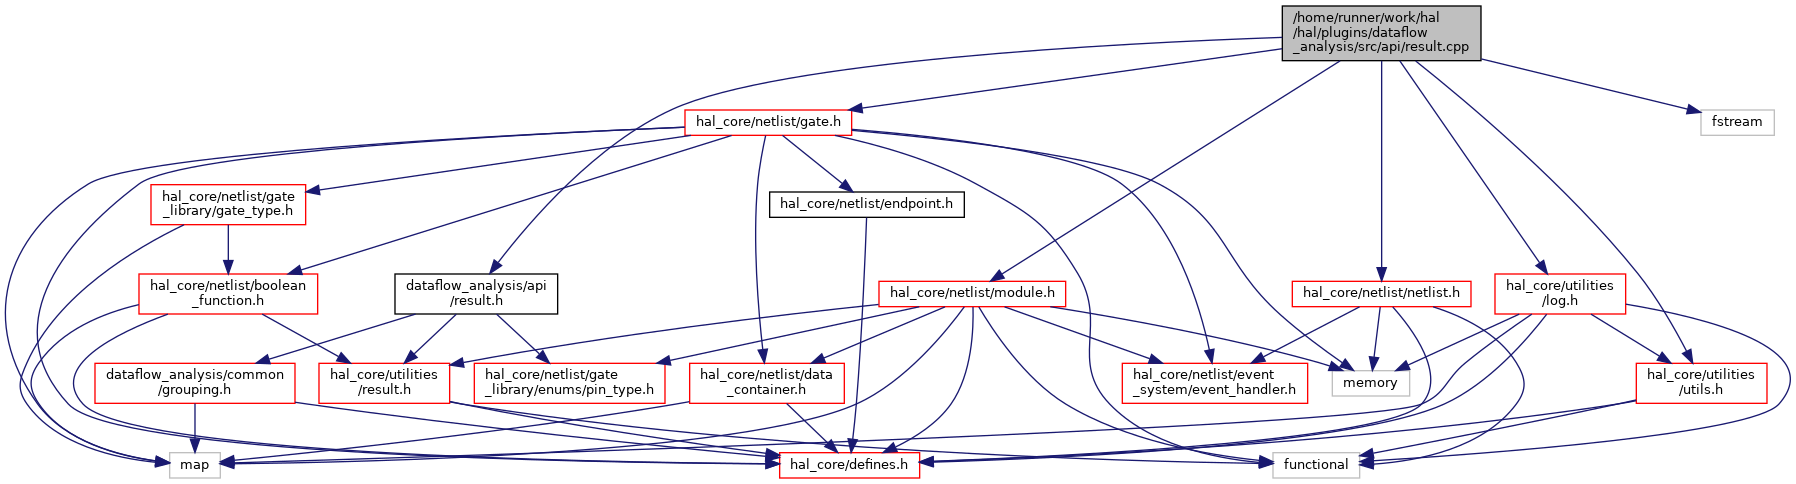 /home/runner/work/hal
/hal/plugins/dataflow
_analysis/src/api/result.cpp
hal_core/netlist/gate.h
fstream
hal_core/netlist/gate
_library/gate_type.h
hal_core/netlist/endpoint.h
hal_core/netlist/boolean
_function.h
dataflow_analysis/api
/result.h
hal_core/netlist/module.h
hal_core/netlist/netlist.h
hal_core/utilities
/log.h
dataflow_analysis/common
/grouping.h
hal_core/utilities
/result.h
hal_core/netlist/gate
_library/enums/pin_type.h
hal_core/netlist/data
_container.h
hal_core/netlist/event
_system/event_handler.h
memory
hal_core/utilities
/utils.h
map
hal_core/defines.h
functional